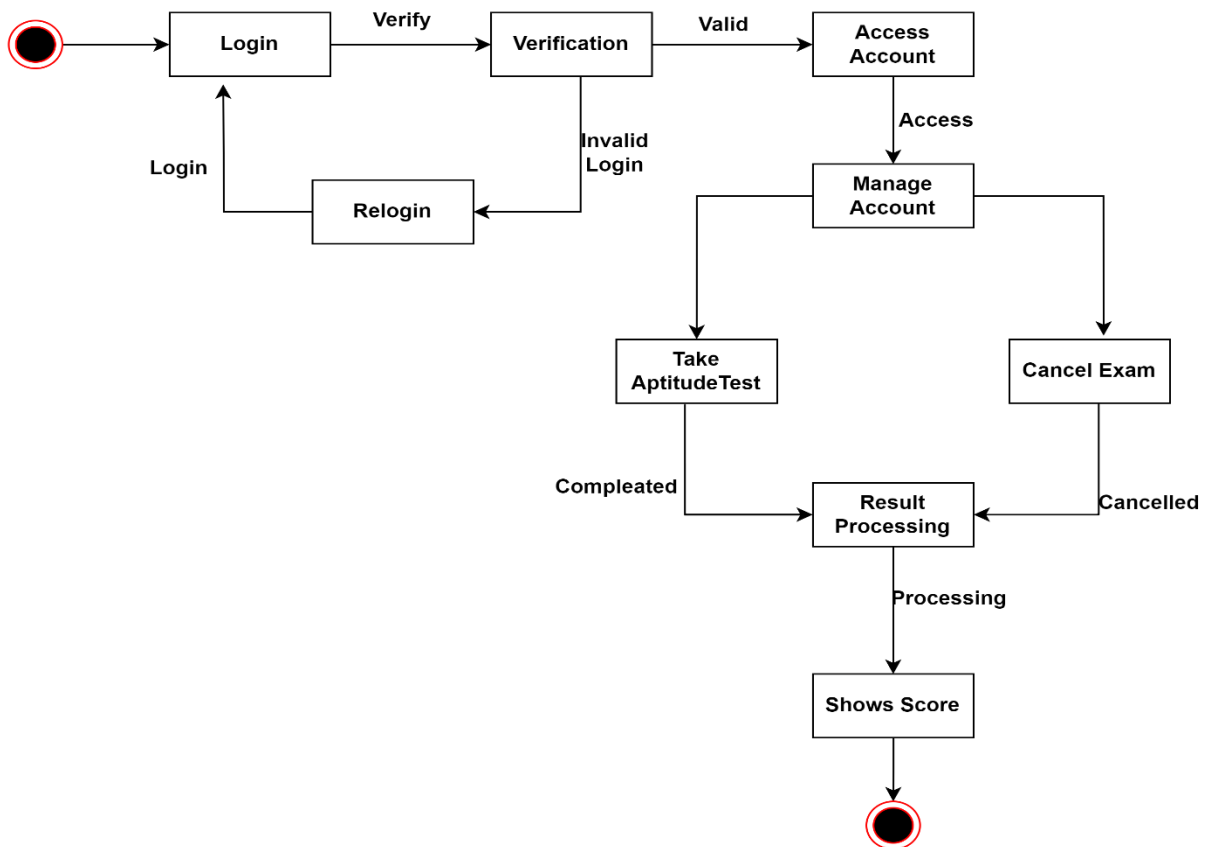 Verify
Valid
Login
Verification
Access
Account
Access
Invalid
Login
Login
Relogin
Manage
Account
Take
AptitudeTest
Cancel Exam
Compleated
Result
Processing
Cancelled
Processing
Shows Score